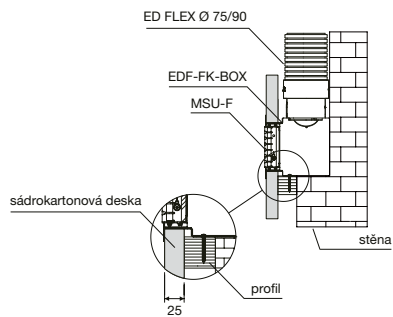 ED FLEX Ø 75/90
EDF-FK-BOX
MSU-F
sádrokartonová deska
stěna
profil
25